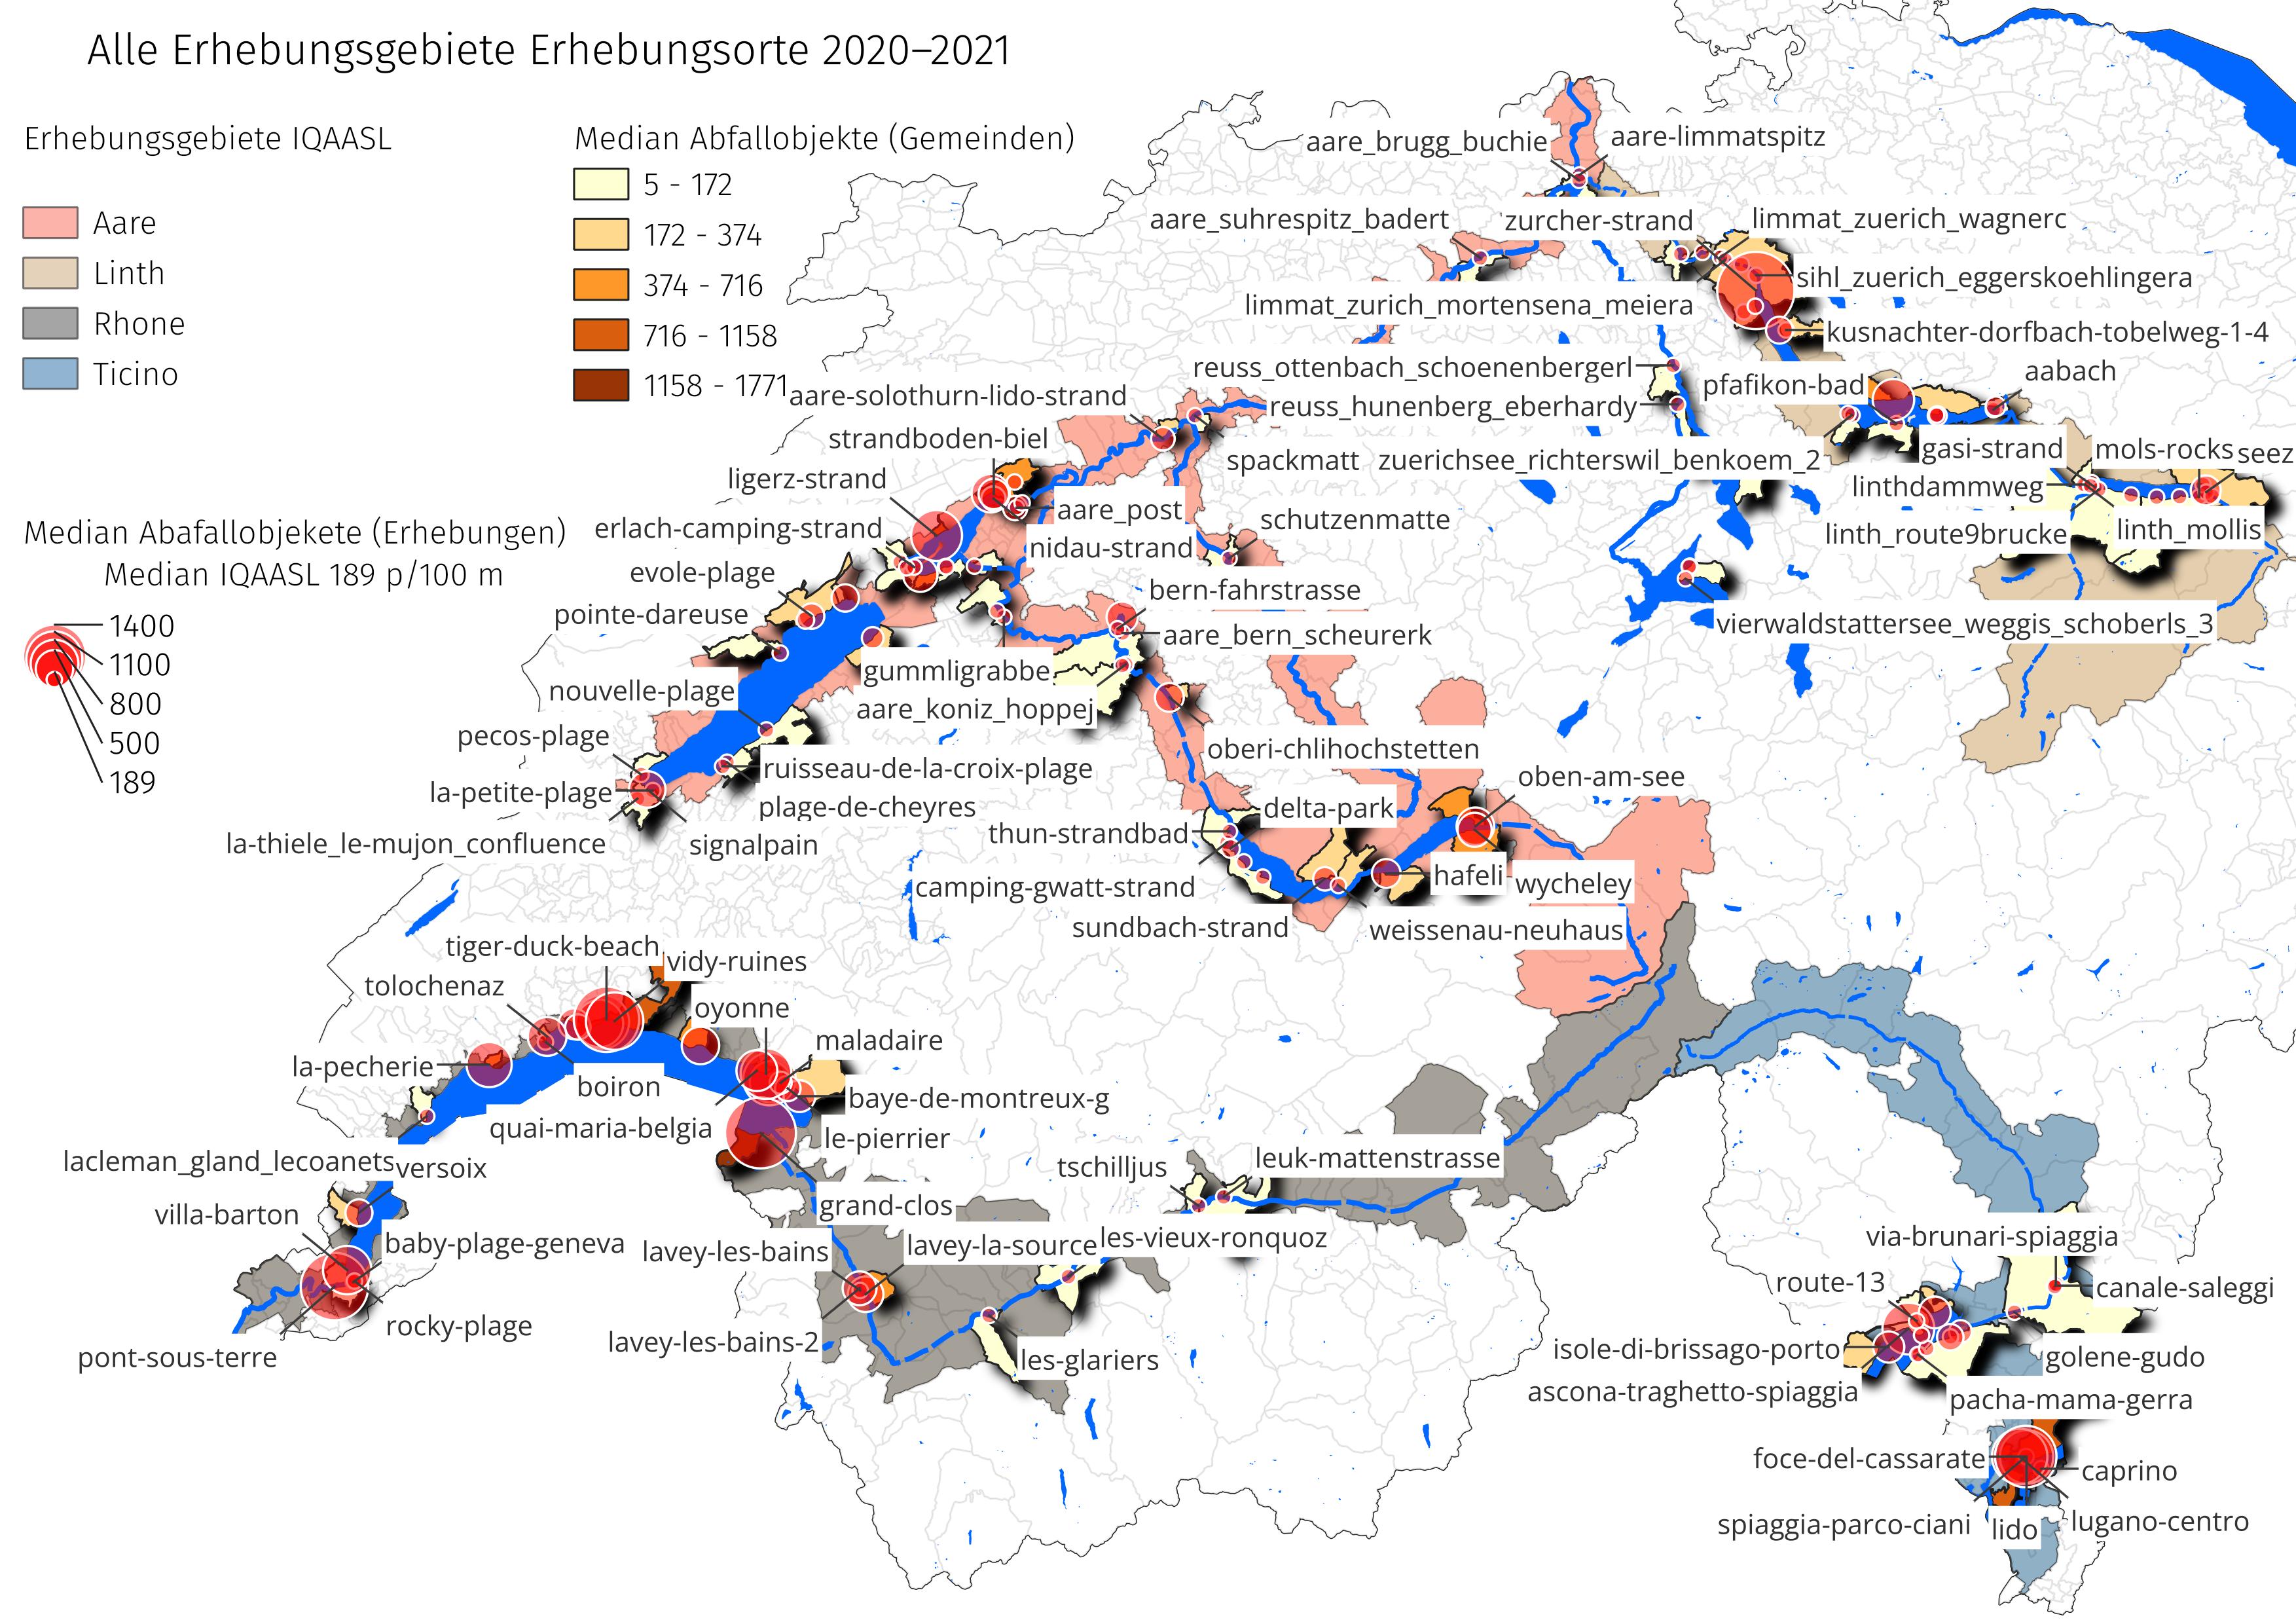 Alle Erhebungsgebiete Erhebungsorte 2020–2021
Erhebungsgebiete IQAASL
Aare
Linth
Rhone
Ticino
Median Abfallobjekte (Gemeinden)
5 - 172
172 - 374
374 - 716
716 - 1158
1158 - 1771
Median Abafallobjekete (Erhebungen)
Median IQAASL 189 p/100 m
1400
1100
800
500
189
aare_brugg_buchie
aare-limmatspitz
aare_suhrespitz_badert
zurcher-strand
limmat_zuerich_wagnerc
sihl_zuerich_eggerskoehlingera
limmat_zurich_mortensena_meiera
kusnachter-dorfbach-tobelweg-1-4
reuss_ottenbach_schoenenbergerl
pfafikon-bad
aabach
aare-solothurn-lido-strand
reuss_hunenberg_eberhardy
strandboden-biel
spackmatt
zuerichsee_richterswil_benkoem_2
gasi-strand
mols-rocks
seez
ligerz-strand
linthdammweg
aare_post
schutzenmatte
erlach-camping-strand
linth_route9brucke
linth_mollis
nidau-strand
evole-plage
bern-fahrstrasse
pointe-dareuse
vierwaldstattersee_weggis_schoberls_3
aare_bern_scheurerk
gummligrabbe
nouvelle-plage
aare_koniz_hoppej
pecos-plage
oberi-chlihochstetten
ruisseau-de-la-croix-plage
oben-am-see
la-petite-plage
plage-de-cheyres
delta-park
thun-strandbad
la-thiele_le-mujon_confluence
signalpain
hafeli
wycheley
camping-gwatt-strand
sundbach-strand
weissenau-neuhaus
tiger-duck-beach
vidy-ruines
tolochenaz
oyonne
maladaire
la-pecherie
boiron
baye-de-montreux-g
quai-maria-belgia
le-pierrier
lacleman_gland_lecoanets
versoix
tschilljus
leuk-mattenstrasse
villa-barton
grand-clos
baby-plage-geneva
lavey-les-bains
lavey-la-source
les-vieux-ronquoz
via-brunari-spiaggia
route-13
canale-saleggi
rocky-plage
lavey-les-bains-2
pont-sous-terre
les-glariers
isole-di-brissago-porto
golene-gudo
ascona-traghetto-spiaggia
pacha-mama-gerra
foce-del-cassarate
caprino
spiaggia-parco-ciani
lido
lugano-centro